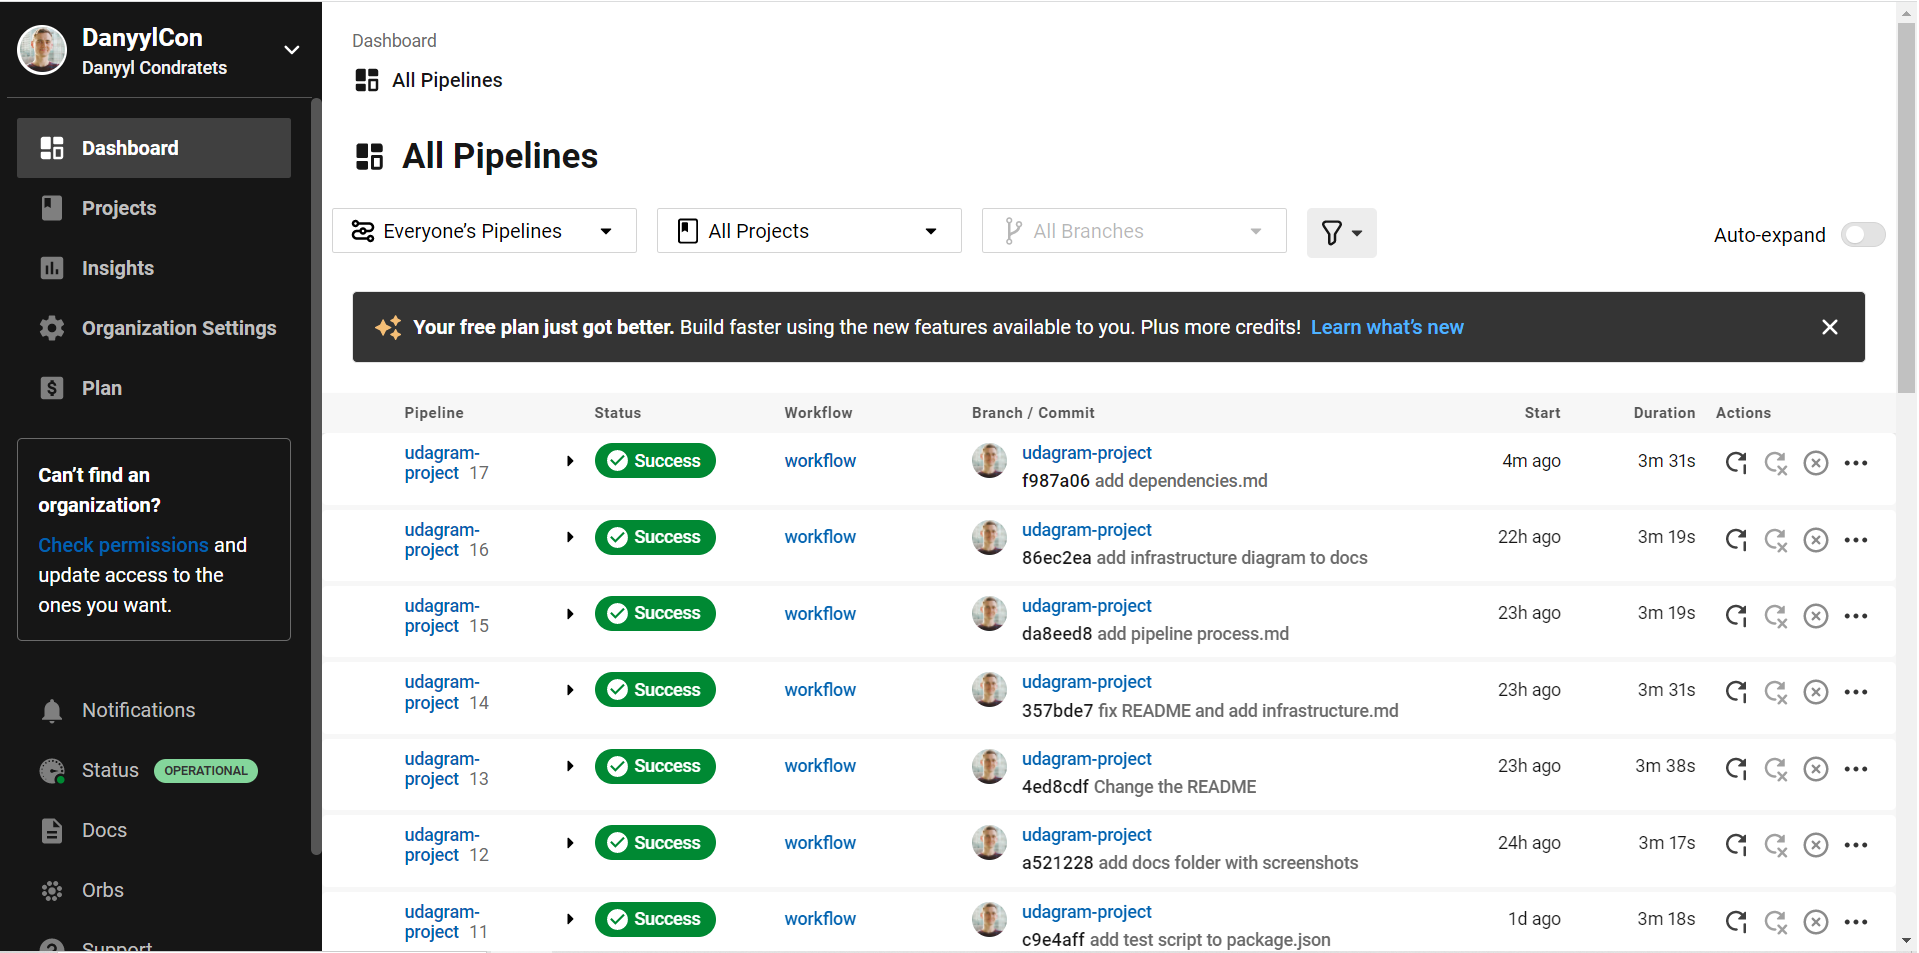 DanyylCon
Danyyl Condratets
Dashboard
Projects
Insights
Organization Settings
Plan
Can’t find an
organization?
Check permissions and
update access to the
ones you want.
Notifications
Status OPERATIONAL
Docs
Orbs
Support
Dashboard
All Pipelines
All Pipelines
Everyone’s Pipelines
All Projects
All Branches
Auto-expand
Your free plan just got better. Build faster using the new features available to you. Plus more credits! Learn what’s new
Pipeline Status Workflow Branch / Commit Start Duration Actions
udagram-
project 17
Success
workflow
udagram-project
f987a06 add dependencies.md
4m ago
3m 31s
udagram-
project 16
Success
workflow
udagram-project
86ec2ea add infrastructure diagram to docs
22h ago
3m 19s
udagram-
project 15
Success
workflow
udagram-project
da8eed8 add pipeline process.md
23h ago
3m 19s
udagram-
project 14
Success
workflow
udagram-project
357bde7 fix README and add infrastructure.md
23h ago
3m 31s
udagram-
project 13
Success
workflow
udagram-project
4ed8cdf Change the README
23h ago
3m 38s
udagram-
project 12
Success
workflow
udagram-project
a521228 add docs folder with screenshots
24h ago
3m 17s
udagram-
project 11
Success
workflow
udagram-project
c9e4aff add test script to package.json
1d ago
3m 18s